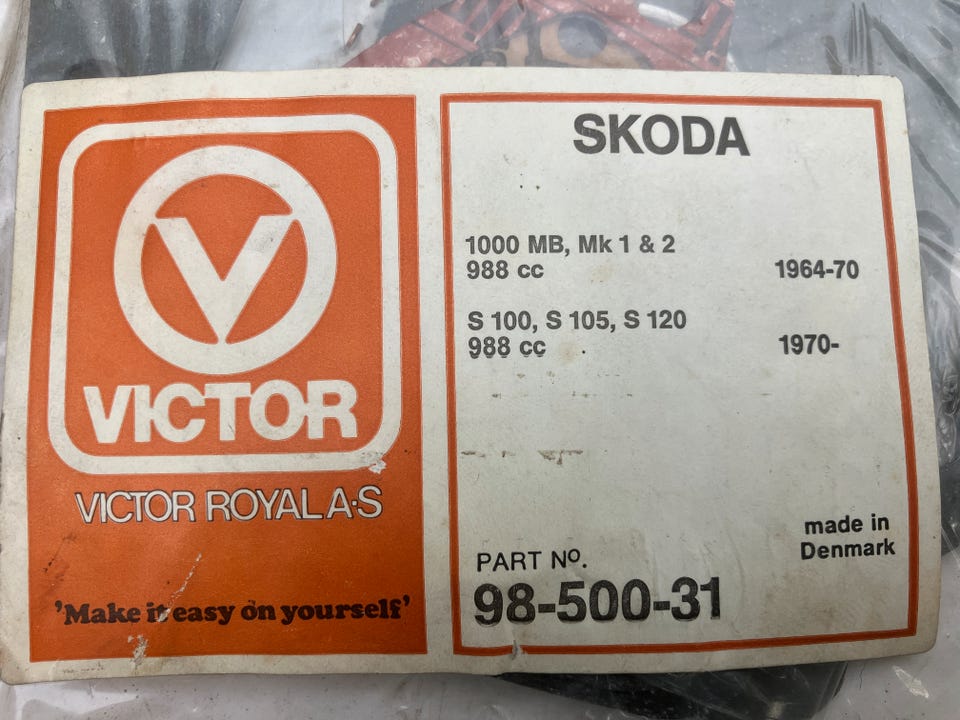 V
VICTOR
VICTOR ROYAL A·S
'Make it easy on yourself'
SKODA
1000 MB, Mk 1 & 2
988 cc 1964-70
S 100, S 105, S 120
988 cc 1970-
made in
Denmark
PART Nº.
98-500-31